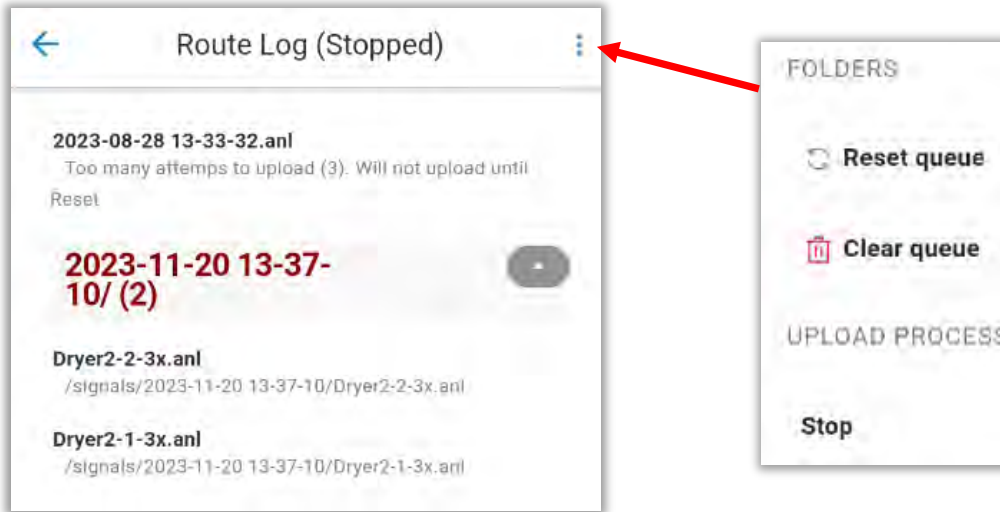 Route Log (Stopped)
2023-08-28 13-33-32.anl
Too many attemps to upload (3). Will not upload until
Reset
2023-11-20 13-37-
10/ (2)
Dryer2-2-3x.anl
/signals/2023-11-20 13-37-10/Dryer2-2-3x.anl
Dryer2-1-3x.anl
/signals/2023-11-20 13-37-10/Dryer2-1-3x.anl
FOLDERS
Reset queue
Clear queue
UPLOAD PROCESS
Stop